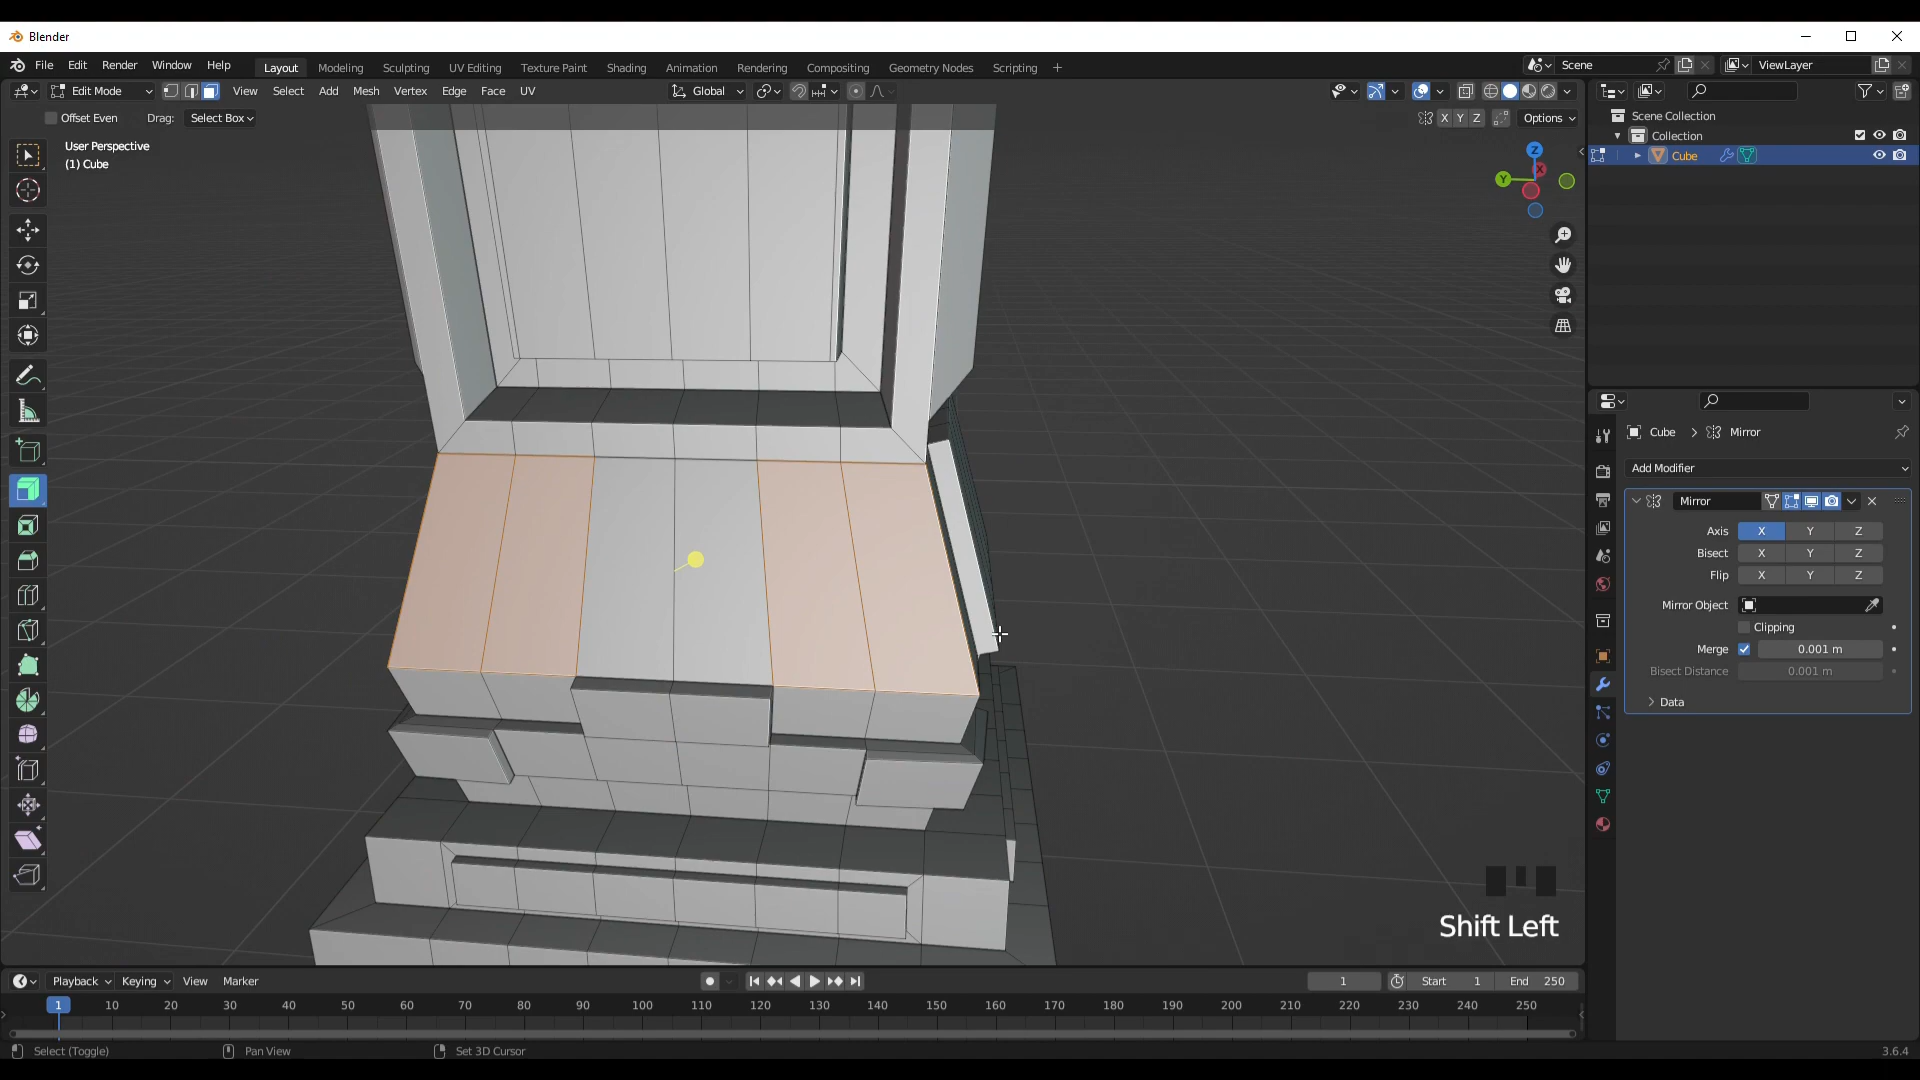 Blender
File Edit Render Window Help Layout Modeling Sculpting UV Editing Texture Paint Shading Animation Rendering Compositing Geometry Nodes Scripting + Scene ViewLayer
Edit Mode View Select Add Mesh Vertex Edge Face UV Global
Offset Even Drag: Select Box X Y Z Options
User Perspective
(1) Cube
Z
X
Y
Scene Collection
Collection
Cube
Cube > Mirror
Add Modifier
Mirror
Axis X Y Z
Bisect X Y Z
Flip X Y Z
Mirror Object
Clipping
Merge 0.001 m
Bisect Distance 0.001 m
Data
Shift Left
Playback Keying View Marker 1 Start 1 End 250
1 10 20 30 40 50 60 70 80 90 100 110 120 130 140 150 160 170 180 190 200 210 220 230 240 250
Select (Toggle) Pan View Set 3D Cursor 3.6.4